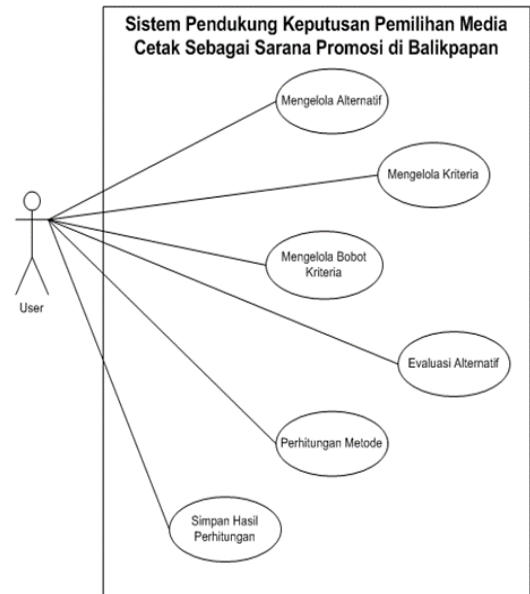 Sistem Pendukung Keputusan Pemilihan Media
Cetak Sebagai Sarana Promosi di Balikpapan
Mengelola Alternatif
Mengelola Kriteria
Mengelola Bobot
Kriteria
User
Evaluasi Alternatif
Perhitungan Metode
Simpan Hasil
Perhitungan